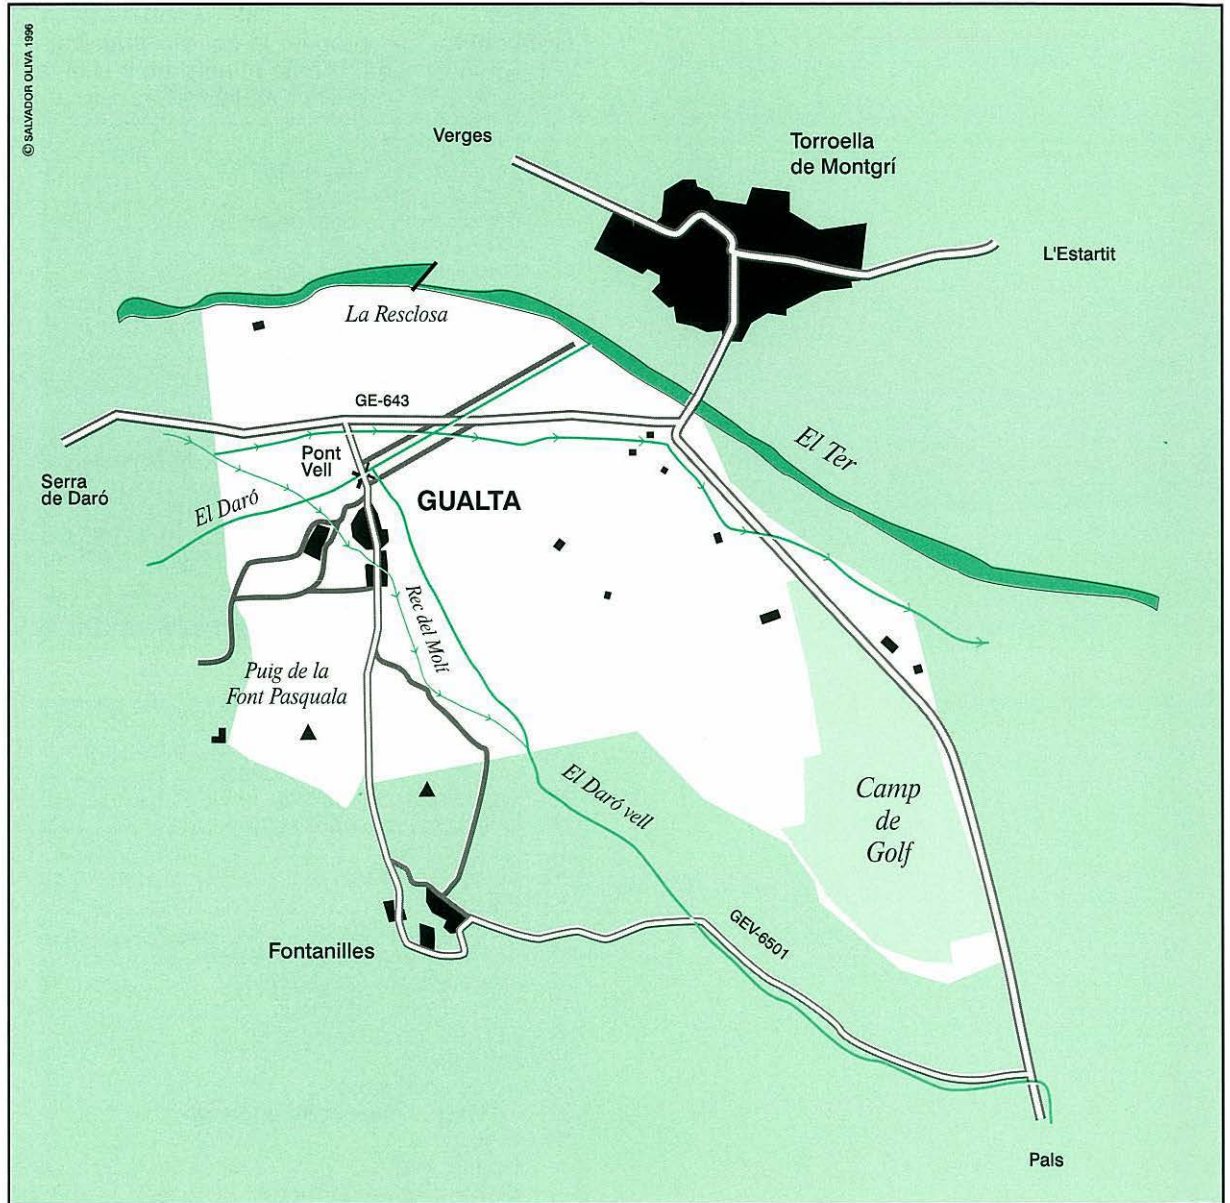 © SALVADOR OLIVA 1996
Verges
Torroella
de Montgrí
L'Estartit
La Resclosa
GE-643
El Ter
Pont
Vell
Serra
de Daró
El Daró
GUALTA
Rec del Molí
Puig de la
Font Pasquala
El Daró vell
Camp
de
Golf
GEV-6501
Fontanilles
Pals